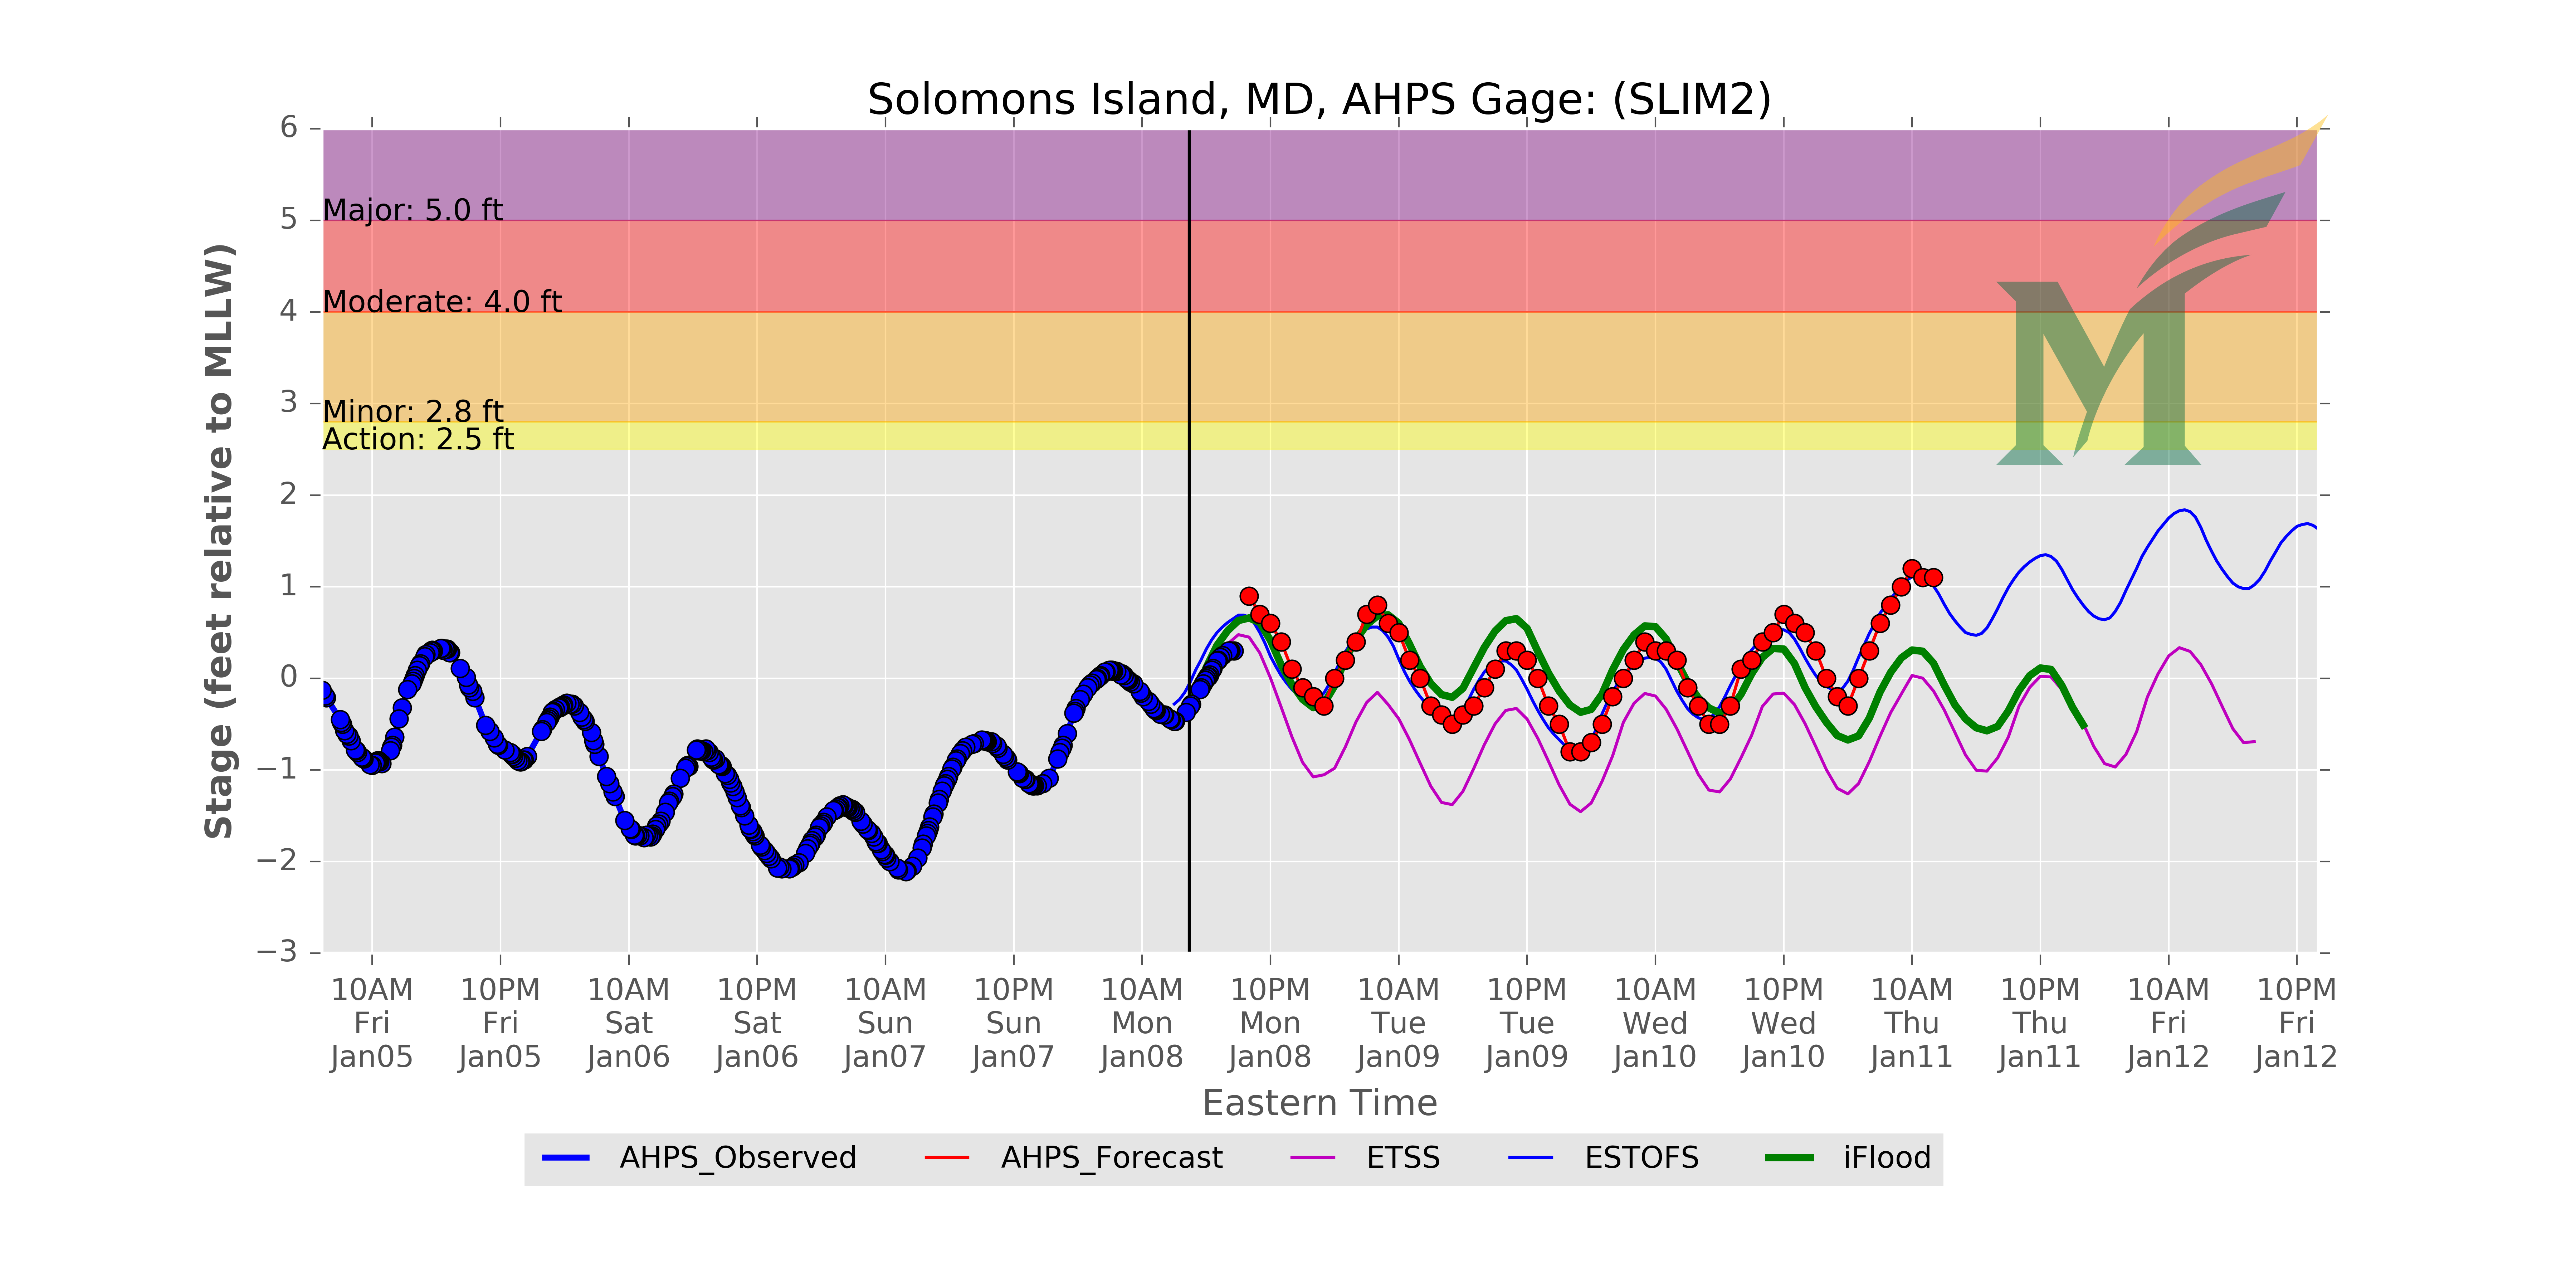 Solomons Island, MD, AHPS Gage: (SLIM2)
Stage (feet relative to MLLW)
6
5
4
3
2
1
0
−1
−2
−3
Major: 5.0 ft
Moderate: 4.0 ft
Minor: 2.8 ft
Action: 2.5 ft
M
10AM 10PM 10AM 10PM 10AM 10PM 10AM 10PM 10AM 10PM 10AM 10PM 10AM 10PM 10AM 10PM
Fri Fri Sat Sat Sun Sun Mon Mon Tue Tue Wed Wed Thu Thu Fri Fri
Jan05 Jan05 Jan06 Jan06 Jan07 Jan07 Jan08 Jan08 Jan09 Jan09 Jan10 Jan10 Jan11 Jan11 Jan12 Jan12
Eastern Time
AHPS_Observed AHPS_Forecast ETSS ESTOFS iFlood